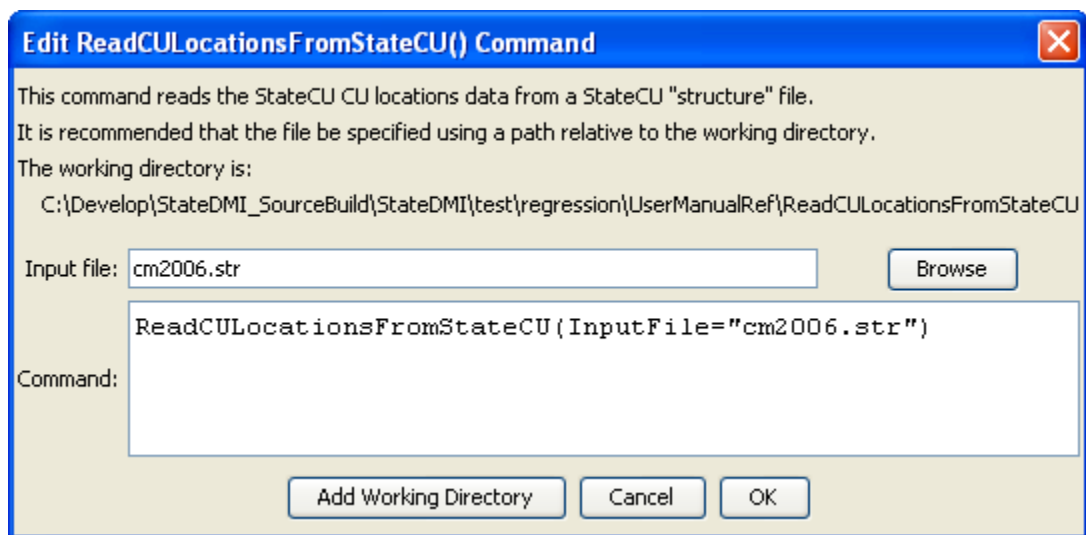 Edit ReadCULocationsFromStateCU() Command
This command reads the StateCU CU locations data from a StateCU "structure" file.
It is recommended that the file be specified using a path relative to the working directory.
The working directory is:
C:\Develop\StateDMI_SourceBuild\StateDMI\test\regression\UserManualRef\ReadCULocationsFromStateCU
Input file: cm2006.str Browse
ReadCULocationsFromStateCU(InputFile="cm2006.str")
Command:
Add Working Directory Cancel OK